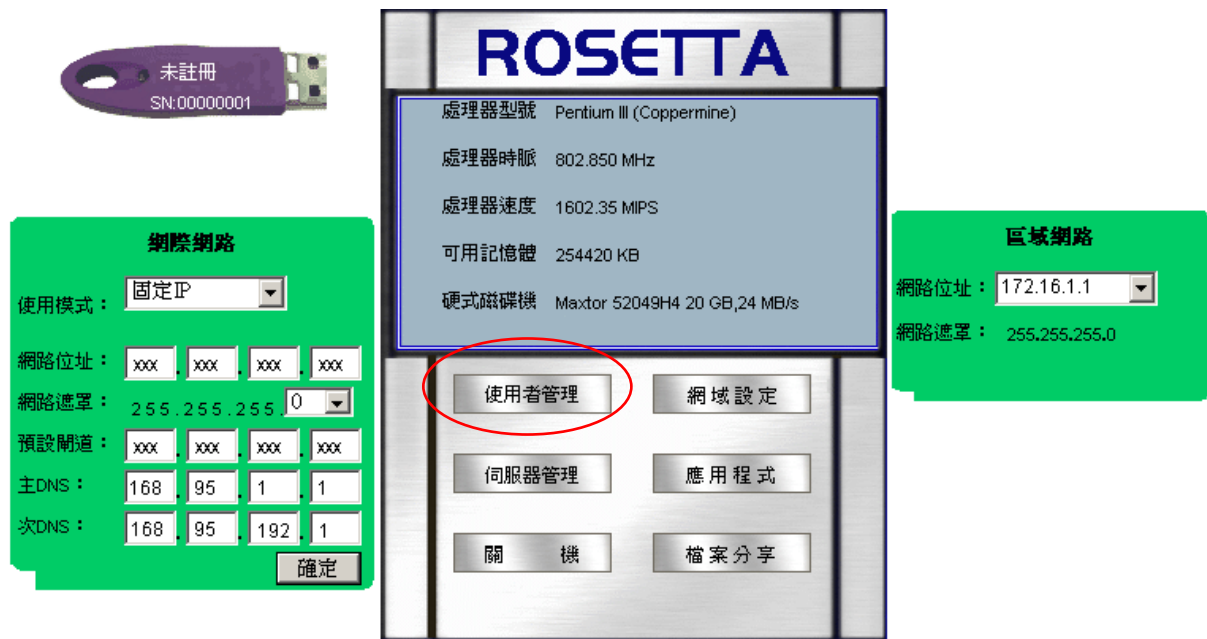 未註冊
SN:00000001
ROSETTA
處理器型號 Pentium III (Coppermine)
處理器時脈 802.850 MHz
處理器速度 1602.35 MIPS
可用記憶體 254420 KB
硬式磁碟機 Maxtor 52049H4 20 GB,24 MB/s
網際網路
使用模式： 固定IP
網路位址： xxx . xxx . xxx . xxx
網路遮罩： 255.255.255. 0
預設閘道： xxx . xxx . xxx . xxx
主DNS： 168 . 95 . 1 . 1
次DNS： 168 . 95 . 192 . 1
確定
使用者管理 網域設定
伺服器管理 應用程式
關 機 檔案分享
區域網路
網路位址： 172.16.1.1
網路遮罩： 255.255.255.0